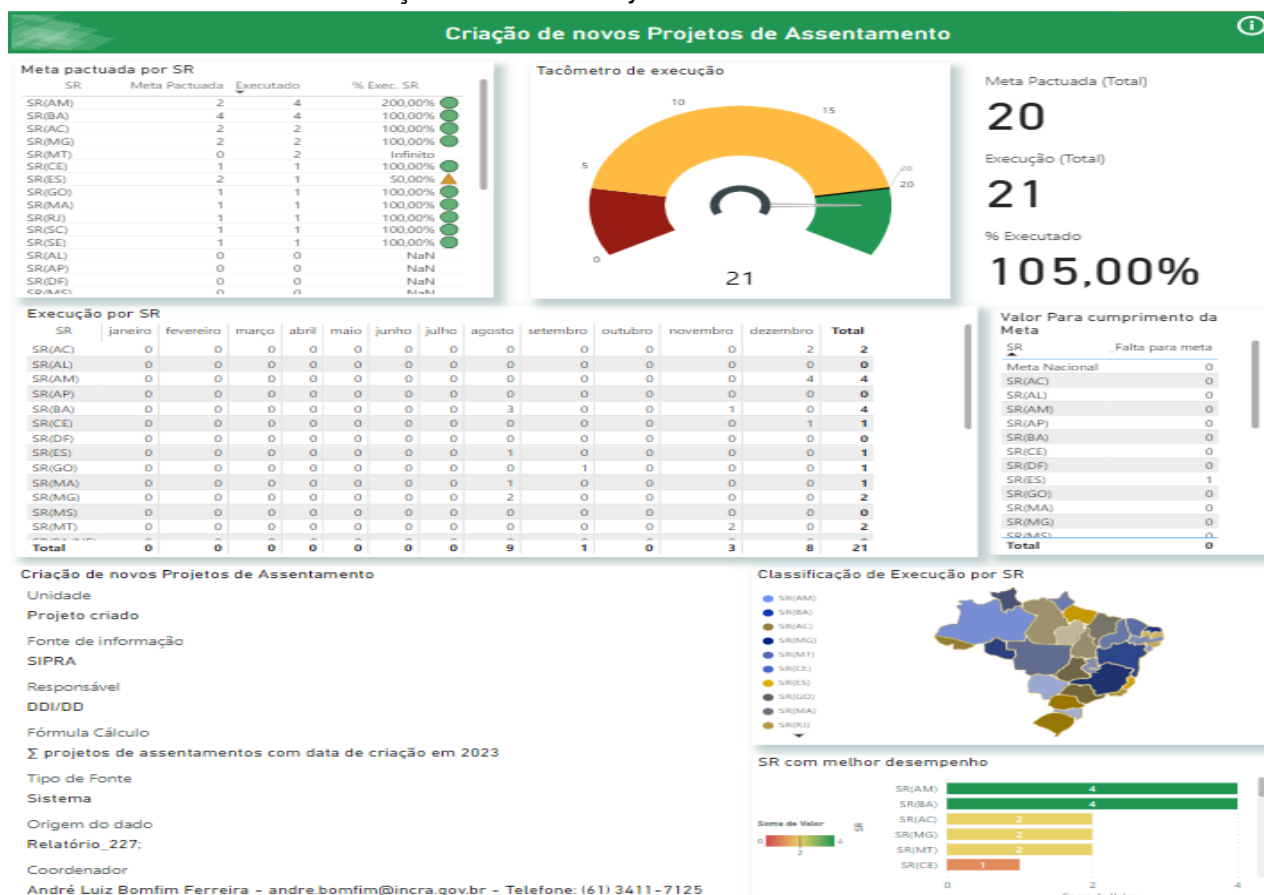 Criação de novos Projetos de Assentamento
Meta pactuada por SR
SR Meta Pactuada Executado % Exec. SR
SR(AM) 2 4 200,00%
SR(BA) 4 4 100,00%
SR(AC) 2 2 100,00%
SR(MG) 2 2 100,00%
SR(MT) 0 2 Infinito
SR(CE) 1 1 100,00%
SR(ES) 2 1 50,00%
SR(GO) 1 1 100,00%
SR(MA) 1 1 100,00%
SR(RJ) 1 1 100,00%
SR(SC) 1 1 100,00%
SR(SE) 1 1 100,00%
SR(AL) 0 0 NaN
SR(AP) 0 0 NaN
SR(DF) 0 0 NaN
SR(MS) 0 0 NaN
Tacômetro de execução
0
5
10
15
20
20
21
Meta Pactuada (Total)
20
Execução (Total)
21
% Executado
105,00%
Execução por SR
SR janeiro fevereiro março abril maio junho julho agosto setembro outubro novembro dezembro Total
SR(AC) 0 0 0 0 0 0 0 0 0 0 0 2 2
SR(AL) 0 0 0 0 0 0 0 0 0 0 0 0 0
SR(AM) 0 0 0 0 0 0 0 0 0 0 0 4 4
SR(AP) 0 0 0 0 0 0 0 0 0 0 0 0 0
SR(BA) 0 0 0 0 0 0 0 3 0 0 1 0 4
SR(CE) 0 0 0 0 0 0 0 0 0 0 0 1 1
SR(DF) 0 0 0 0 0 0 0 0 0 0 0 0 0
SR(ES) 0 0 0 0 0 0 0 1 0 0 0 0 1
SR(GO) 0 0 0 0 0 0 0 0 1 0 0 0 1
SR(MA) 0 0 0 0 0 0 0 1 0 0 0 0 1
SR(MG) 0 0 0 0 0 0 0 2 0 0 0 0 2
SR(MS) 0 0 0 0 0 0 0 0 0 0 0 0 0
SR(MT) 0 0 0 0 0 0 0 0 0 0 2 0 2
Total 0 0 0 0 0 0 0 9 1 0 3 8 21
Valor Para cumprimento da
Meta
SR _Falta para meta
Meta Nacional 0
SR(AC) 0
SR(AL) 0
SR(AM) 0
SR(AP) 0
SR(BA) 0
SR(CE) 0
SR(DF) 0
SR(ES) 1
SR(GO) 0
SR(MA) 0
SR(MG) 0
SR(MS) 0
Total 0
Criação de novos Projetos de Assentamento
Unidade
Projeto criado
Fonte de informação
SIPRA
Responsável
DDI/DD
Fórmula Cálculo
∑ projetos de assentamentos com data de criação em 2023
Tipo de Fonte
Sistema
Origem do dado
Relatório_227;
Coordenador
André Luiz Bomfim Ferreira - andre.bomfim@incra.gov.br - Telefone: (61) 3411-7125
Classificação de Execução por SR
SR(AM)
SR(BA)
SR(AC)
SR(MG)
SR(MT)
SR(CE)
SR(ES)
SR(GO)
SR(MA)
SR(RJ)
SR com melhor desempenho
Soma de Valor
0 2 4
SR
SR(AM) 4
SR(BA) 4
SR(AC) 2
SR(MG) 2
SR(MT) 2
SR(CE) 1
0 2 4